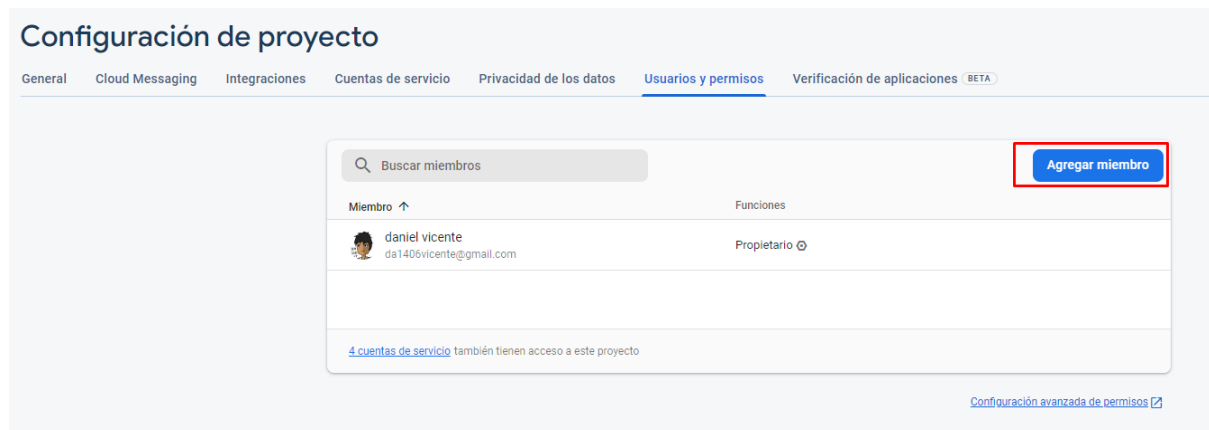 Configuración de proyecto
General Cloud Messaging Integraciones Cuentas de servicio Privacidad de los datos Usuarios y permisos Verificación de aplicaciones BETA
Buscar miembros Agregar miembro
Miembro Funciones
daniel vicente
da1406vicente@gmail.com
Propietario
4 cuentas de servicio también tienen acceso a este proyecto
Configuración avanzada de permisos